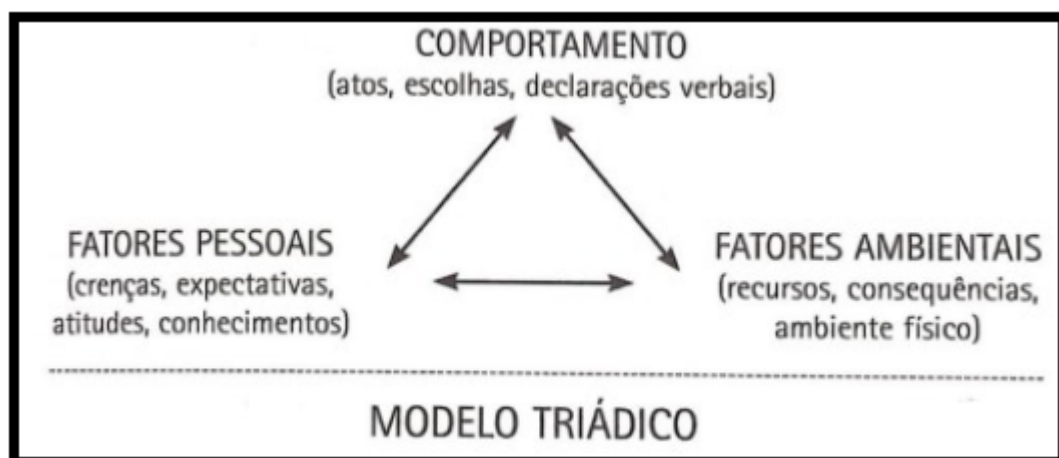 COMPORTAMENTO
(atos, escolhas, declarações verbais)
FATORES PESSOAIS
(crenças, expectativas,
atitudes, conhecimentos)
FATORES AMBIENTAIS
(recursos, consequências,
ambiente físico)
MODELO TRIÁDICO